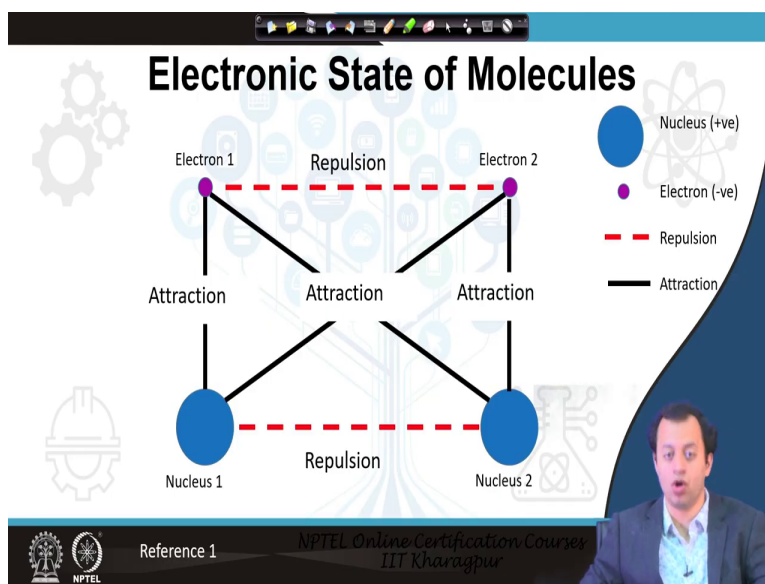 Electronic State of Molecules
Nucleus (+ve)
Electron 1
Repulsion
Electron 2
Electron (-ve)
Repulsion
Attraction
Attraction
Attraction
Attraction
Repulsion
Nucleus 1
Nucleus 2
Reference 1
NPTEL Online Certification Courses
IIT Kharagpur
NPTEL